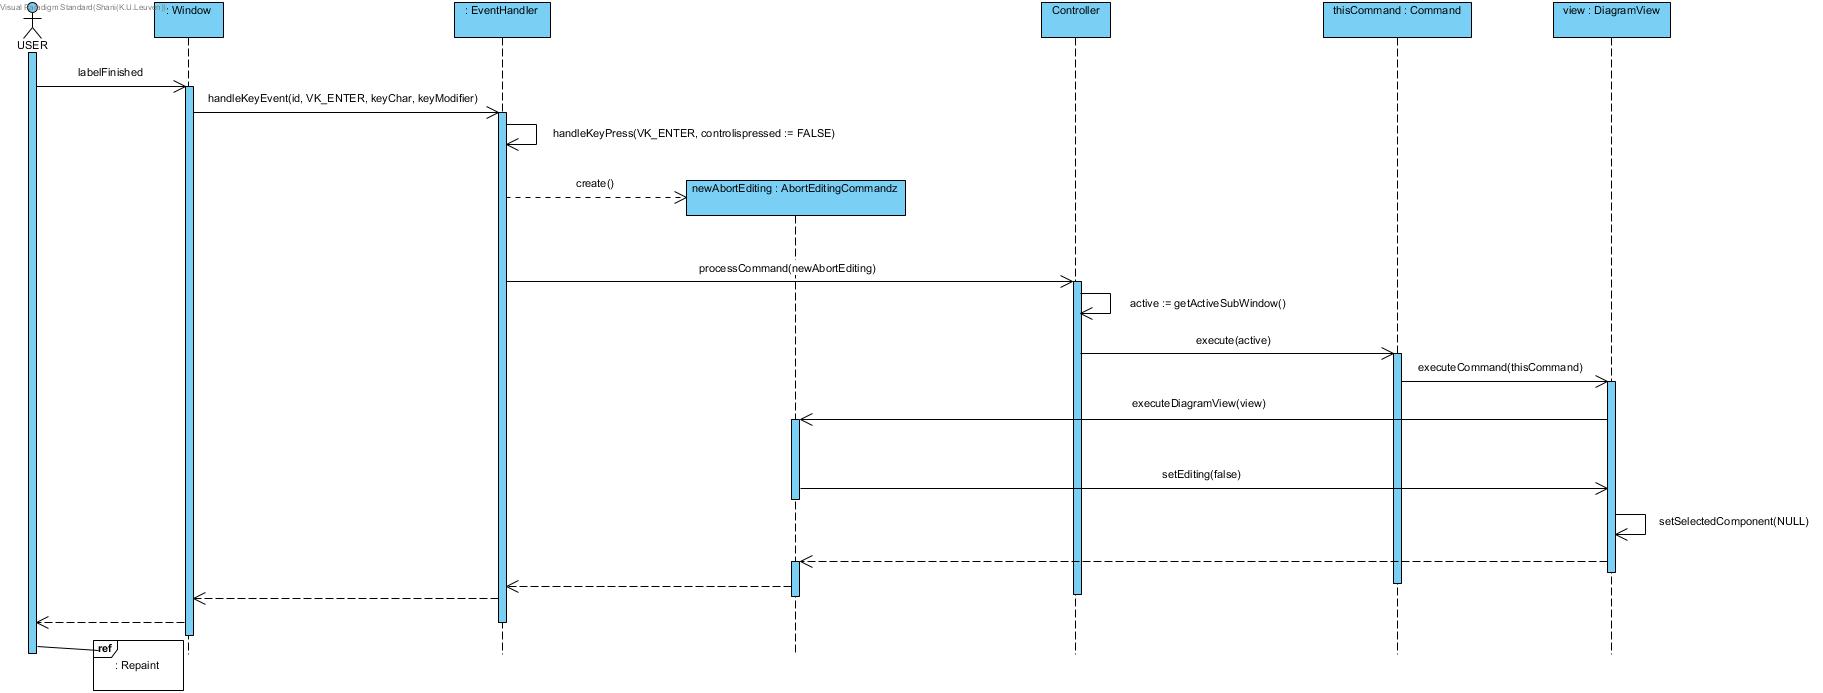 Visual Paradigm Standard(Shani(K.U.Leuven))
USER
: Window
: EventHandler
Controller
thisCommand : Command
view : DiagramView
labelFinished
handleKeyEvent(id, VK_ENTER, keyChar, keyModifier)
handleKeyPress(VK_ENTER, controlispressed := FALSE)
create()
newAbortEditing : AbortEditingCommandz
processCommand(newAbortEditing)
active := getActiveSubWindow()
execute(active)
executeCommand(thisCommand)
executeDiagramView(view)
setEditing(false)
setSelectedComponent(NULL)
ref
: Repaint